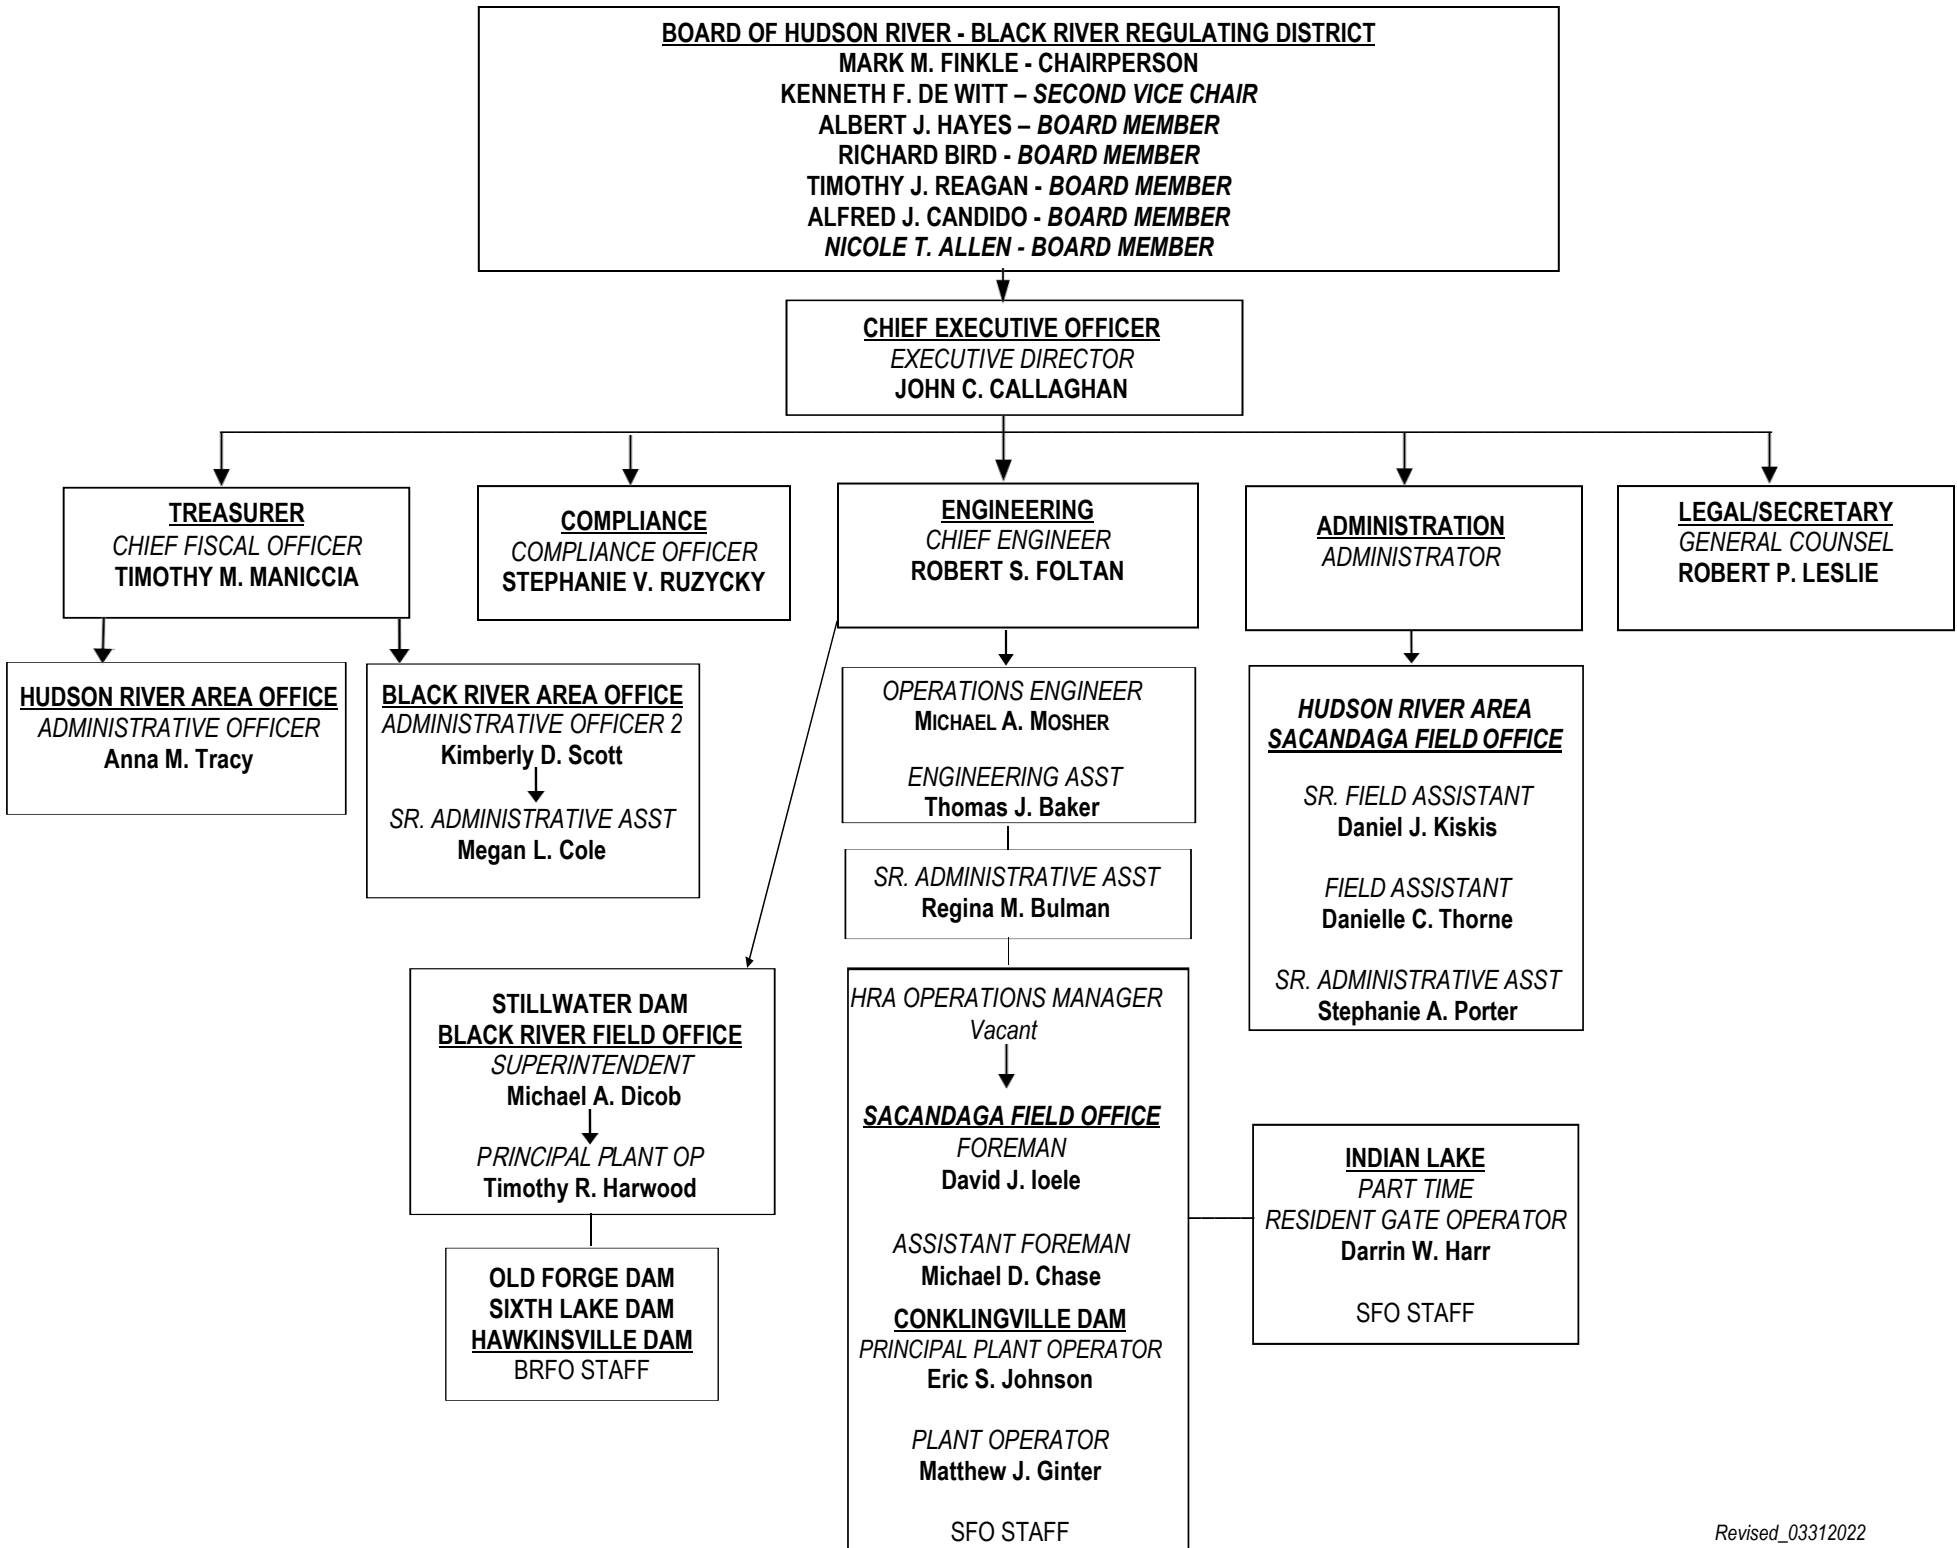 BOARD OF HUDSON RIVER - BLACK RIVER REGULATING DISTRICT
MARK M. FINKLE - CHAIRPERSON
KENNETH F. DE WITT – SECOND VICE CHAIR
ALBERT J. HAYES – BOARD MEMBER
RICHARD BIRD - BOARD MEMBER
TIMOTHY J. REAGAN - BOARD MEMBER
ALFRED J. CANDIDO - BOARD MEMBER
NICOLE T. ALLEN - BOARD MEMBER
CHIEF EXECUTIVE OFFICER
EXECUTIVE DIRECTOR
JOHN C. CALLAGHAN
TREASURER
CHIEF FISCAL OFFICER
TIMOTHY M. MANICCIA
COMPLIANCE
COMPLIANCE OFFICER
STEPHANIE V. RUZYCKY
ENGINEERING
CHIEF ENGINEER
ROBERT S. FOLTAN
ADMINISTRATION
ADMINISTRATOR
LEGAL/SECRETARY
GENERAL COUNSEL
ROBERT P. LESLIE
HUDSON RIVER AREA OFFICE
ADMINISTRATIVE OFFICER
Anna M. Tracy
BLACK RIVER AREA OFFICE
ADMINISTRATIVE OFFICER 2
Kimberly D. Scott
SR. ADMINISTRATIVE ASST
Megan L. Cole
OPERATIONS ENGINEER
MICHAEL A. MOSHER
ENGINEERING ASST
Thomas J. Baker
SR. ADMINISTRATIVE ASST
Regina M. Bulman
HUDSON RIVER AREA
SACANDAGA FIELD OFFICE
SR. FIELD ASSISTANT
Daniel J. Kiskis
FIELD ASSISTANT
Danielle C. Thorne
SR. ADMINISTRATIVE ASST
Stephanie A. Porter
STILLWATER DAM
BLACK RIVER FIELD OFFICE
SUPERINTENDENT
Michael A. Dicob
PRINCIPAL PLANT OP
Timothy R. Harwood
OLD FORGE DAM
SIXTH LAKE DAM
HAWKINSVILLE DAM
BRFO STAFF
HRA OPERATIONS MANAGER
Vacant
SACANDAGA FIELD OFFICE
FOREMAN
David J. Ioele
ASSISTANT FOREMAN
Michael D. Chase
CONKLINGVILLE DAM
PRINCIPAL PLANT OPERATOR
Eric S. Johnson
PLANT OPERATOR
Matthew J. Ginter
SFO STAFF
INDIAN LAKE
PART TIME
RESIDENT GATE OPERATOR
Darrin W. Harr
SFO STAFF
Revised_03312022